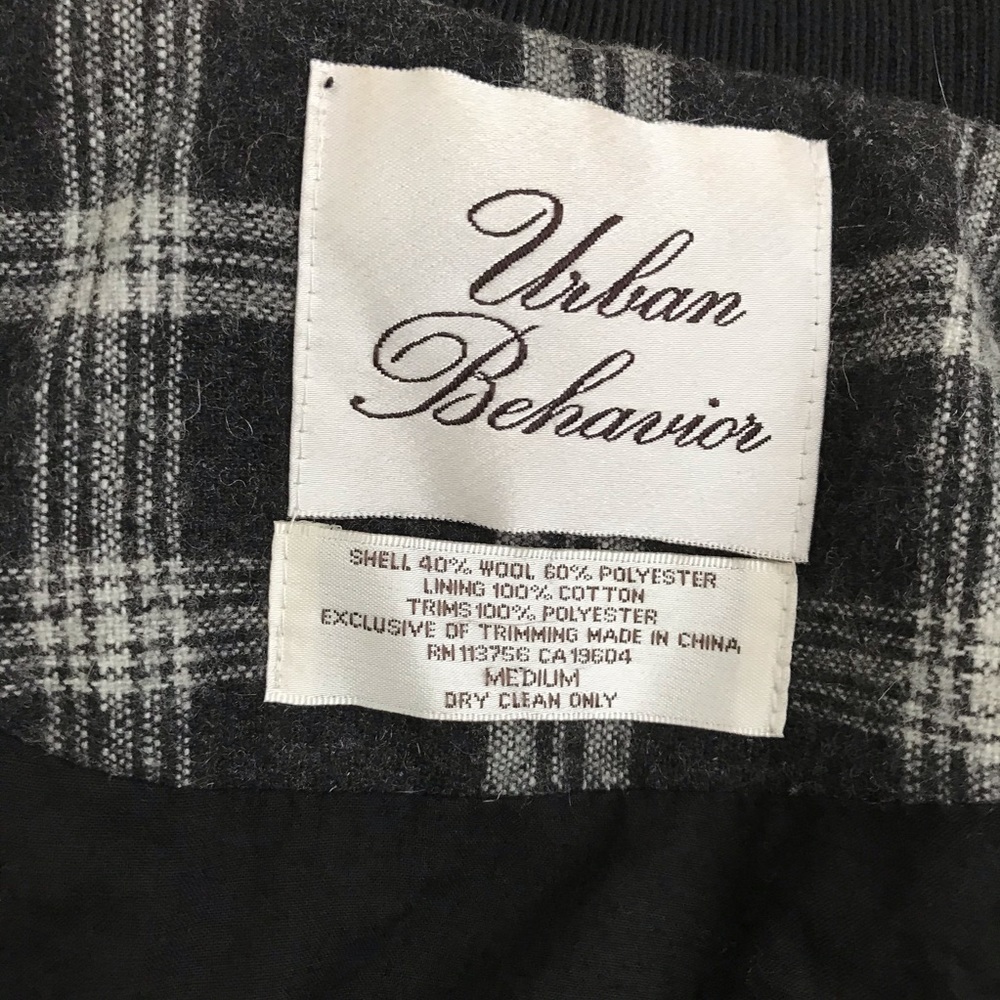 Urban
Behavior
SHELL 40% WOOL 60% POLYESTER
LINING 100% COTTON
TRIMS 100% POLYESTER
EXCLUSIVE OF TRIMMING MADE IN CHINA
RN 113756 CA 19604
MEDIUM
DRY CLEAN ONLY